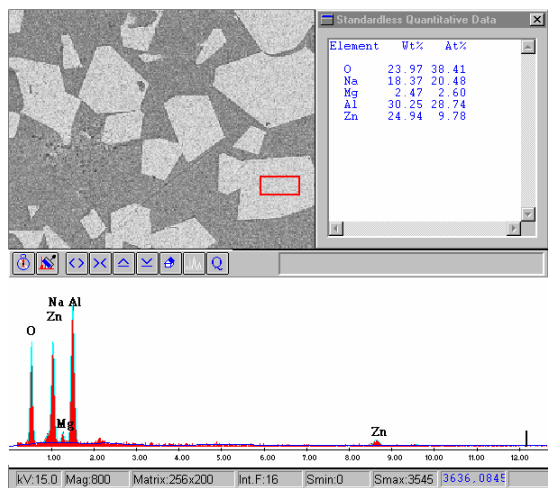 Standardless Quantitative Data
Element Wt% At%
O 23.97 38.41
Na 18.37 20.48
Mg 2.47 2.60
Al 30.25 28.74
Zn 24.94 9.78
Q
Na Al
Zn
O
Mg
Zn
1.00 2.00 3.00 4.00 5.00 6.00 7.00 8.00 9.00 10.00 11.00 12.00
kV:15.0 Mag:800 Matrix:256x200 Int.F:16 Smin:0 Smax:3545 3636,0845